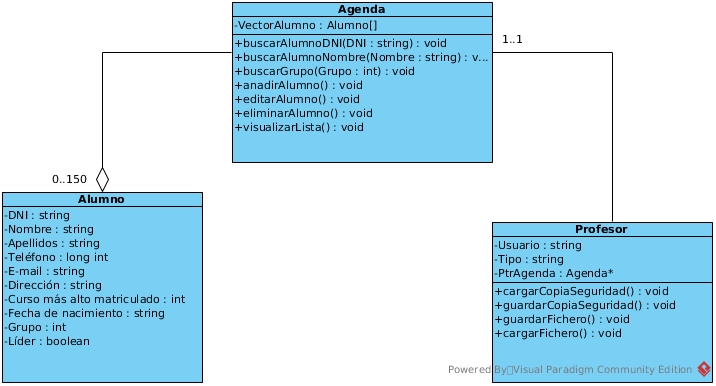 Agenda
-VectorAlumno : Alumno[]
+buscarAlumnoDNI(DNI : string) : void
+buscarAlumnoNombre(Nombre : string) : v...
+buscarGrupo(Grupo : int) : void
+anadirAlumno() : void
+editarAlumno() : void
+eliminarAlumno() : void
+visualizarLista() : void
1..1
0..150
Alumno
-DNI : string
-Nombre : string
-Apellidos : string
-Teléfono : long int
-E-mail : string
-Dirección : string
-Curso más alto matriculado : int
-Fecha de nacimiento : string
-Grupo : int
-Líder : boolean
Profesor
-Usuario : string
-Tipo : string
-PtrAgenda : Agenda*
+cargarCopiaSeguridad() : void
+guardarCopiaSeguridad() : void
+guardarFichero() : void
+cargarFichero() : void
Powered By Visual Paradigm Community Edition